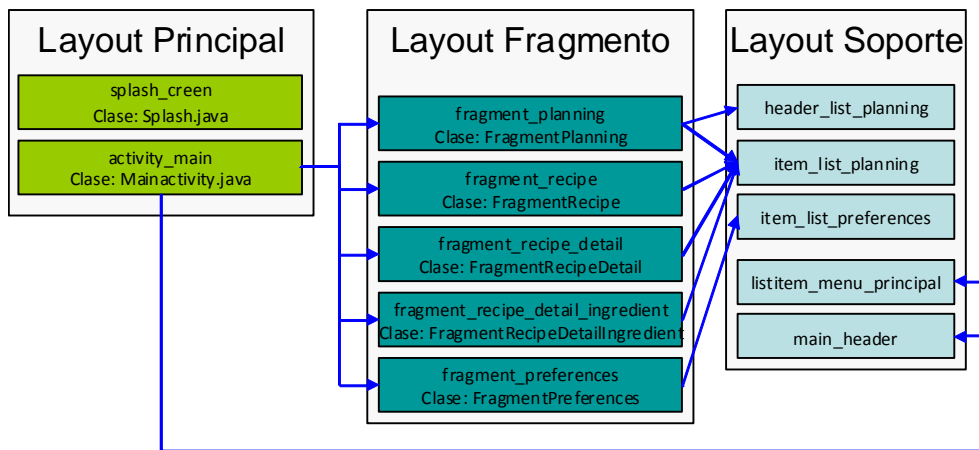 Layout Principal
splash_creen
Clase: Splash.java
activity_main
Clase: Mainactivity.java
Layout Fragmento
fragment_planning
Clase: FragmentPlanning
fragment_recipe
Clase: FragmentRecipe
fragment_recipe_detail
Clase: FragmentRecipeDetail
fragment_recipe_detail_ingredient
Clase: FragmentRecipeDetailIngredient
fragment_preferences
Clase: FragmentPreferences
Layout Soporte
header_list_planning
item_list_planning
item_list_preferences
listitem_menu_principal
main_header